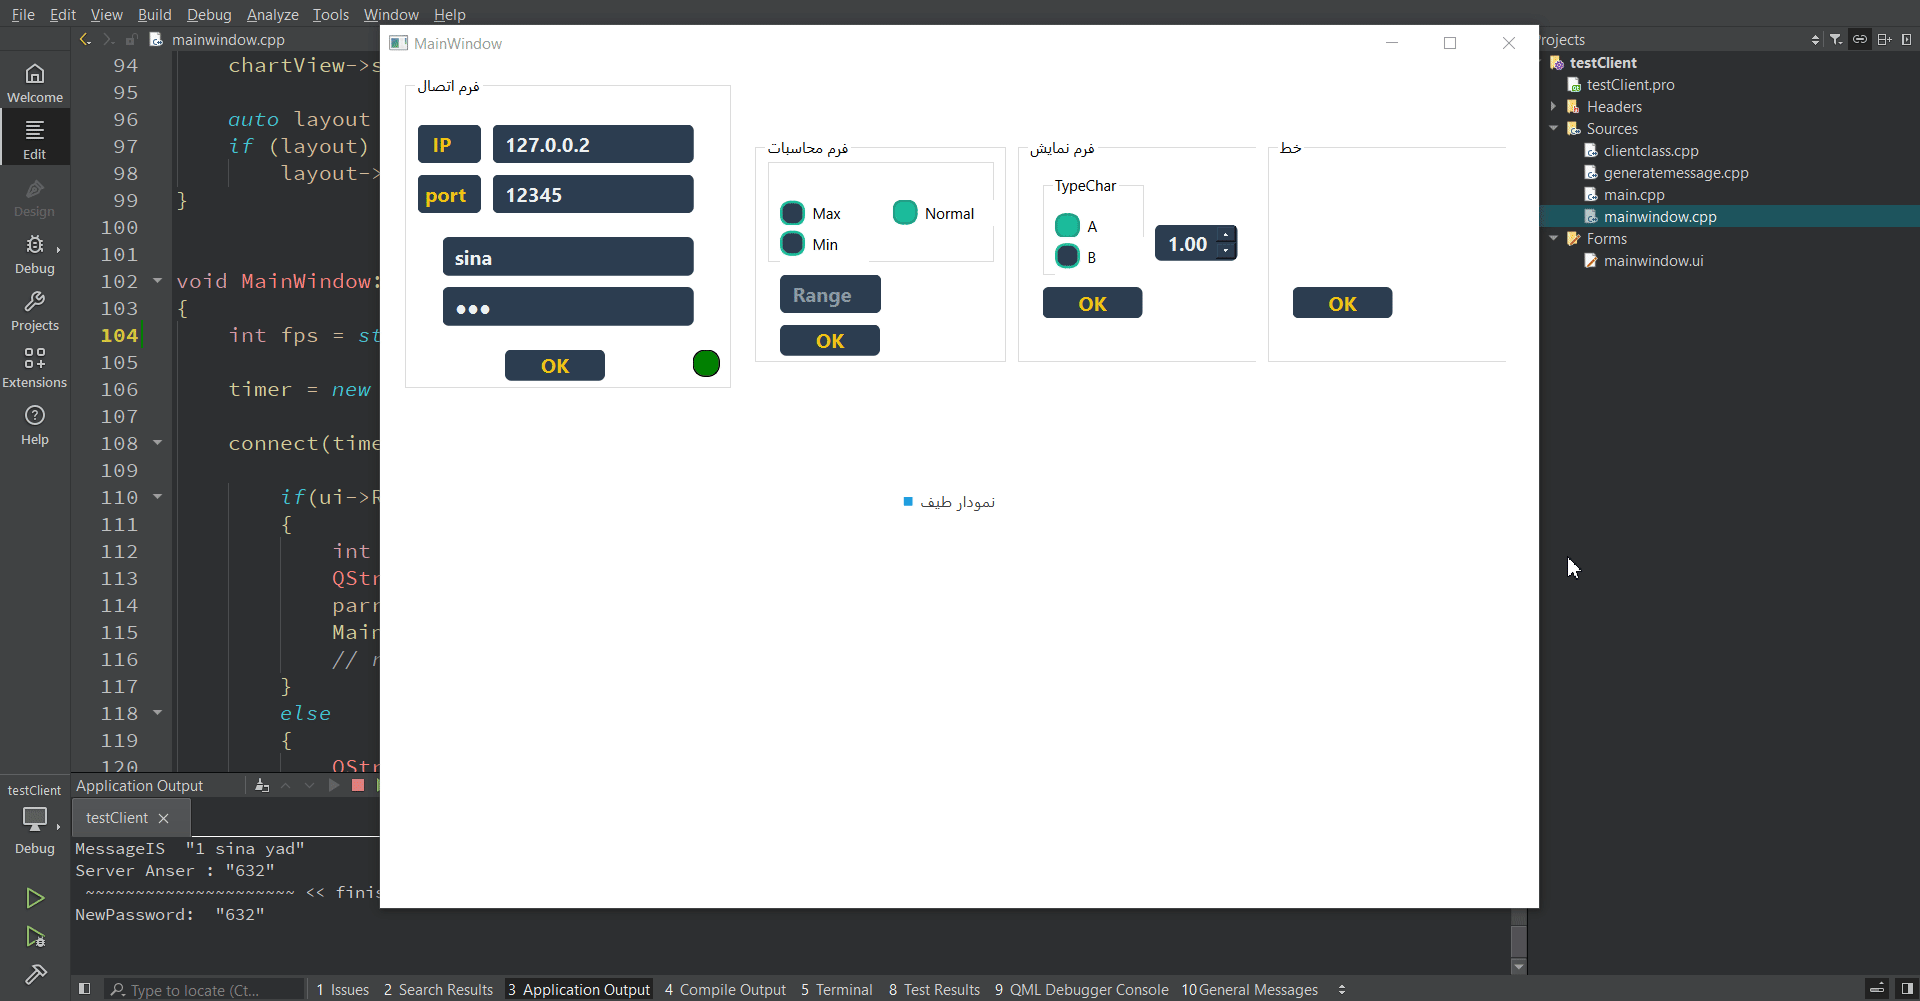 File Edit View Build Debug Analyze Tools Window Help
mainwindow.cpp
Welcome
Edit
Design
Debug
Projects
Extensions
Help
94 chartView->s
95
96 auto layout
97 if (layout)
98 layout->
99 }
100
101
102 void MainWindow:
103 {
104 int fps = st
105
106 timer = new
107
108 connect(time
109
110 if(ui->R
111 {
112 int
113 QStr
114 parr
115 Main
116 // r
117 }
118 else
119 {
120 QStr
MainWindow
فرم اتصال
IP 127.0.0.2
port 12345
sina
OK
فرم محاسبات
Max Normal
Min
Range
OK
فرم نمایش
TypeChar
A
B
1.00
OK
خط
OK
نمودار طیف
rojects
testClient
testClient.pro
Headers
Sources
clientclass.cpp
generatemessage.cpp
main.cpp
mainwindow.cpp
Forms
mainwindow.ui
testClient
Debug
Application Output
testClient
MessageIS "1 sina yad"
Server Anser : "632"
~~~~~~~~~~~~~~~~~~~~~ << finis
NewPassword: "632"
Type to locate (Ct...
1 Issues 2 Search Results 3 Application Output 4 Compile Output 5 Terminal 8 Test Results 9 QML Debugger Console 10 General Messages